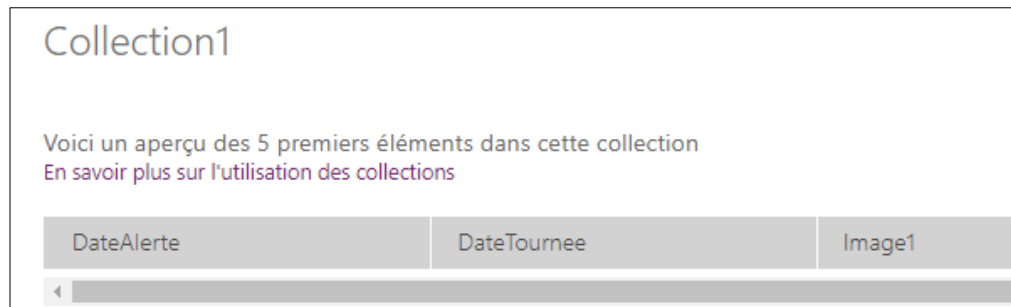 Collection1
Voici un aperçu des 5 premiers éléments dans cette collection
En savoir plus sur l'utilisation des collections
DateAlerte DateTournee Image1